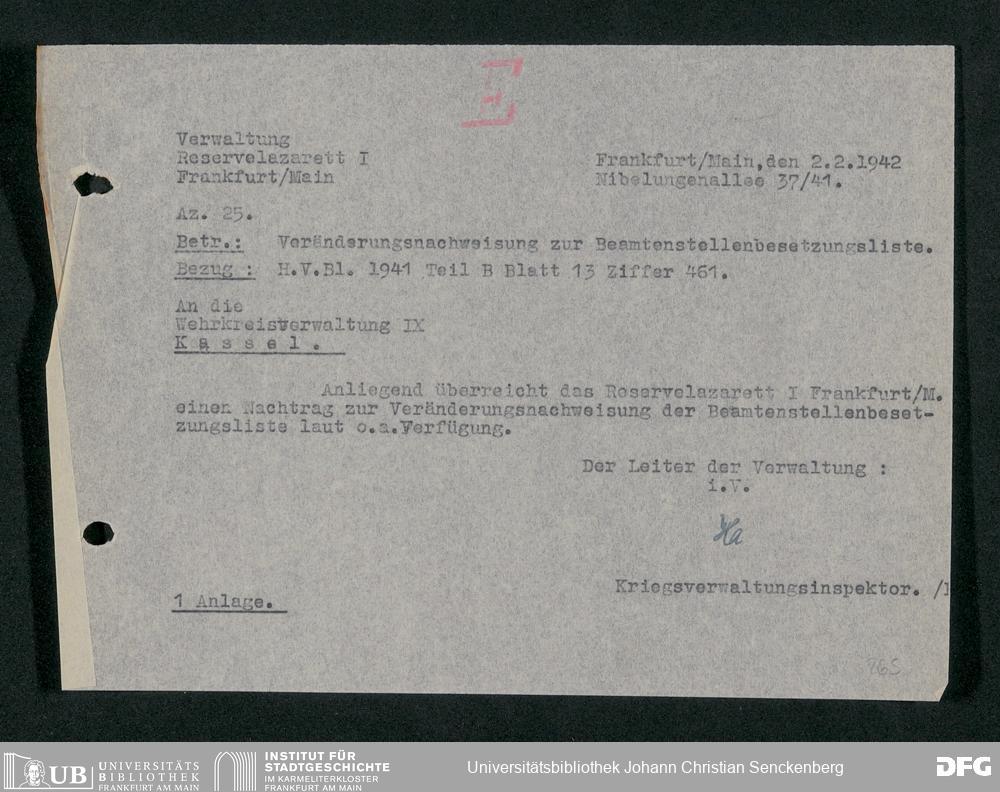 E
Verwaltung
Reservelazarett I
Frankfurt/Main
Frankfurt/Main,den 2.2.1942
Nibelungenallee 37/41.
Az. 25.
Betr.: Veränderungsnachweisung zur Beamtenstellenbesetzungsliste.
Bezug : H.V.Bl. 1941 Teil B Blatt 13 Ziffer 461.
An die
Wehrkreisverwaltung IX
K a s s e l .
Anliegend überreicht das Reservelazarett I Frankfurt/M.
einen Nachtrag zur Veränderungsnachweisung der Beamtenstellenbeset-
zungsliste laut o.a.Verfügung.
Der Leiter der Verwaltung :
i.V.
Ha
Kriegsverwaltungsinspektor.
1 Anlage.
265
UB UNIVERSITÄTS
BIBLIOTHEK
FRANKFURT AM MAIN
INSTITUT FÜR
STADTGESCHICHTE
IM KARMELITERKLOSTER
FRANKFURT AM MAIN
Universitätsbibliothek Johann Christian Senckenberg
DFG